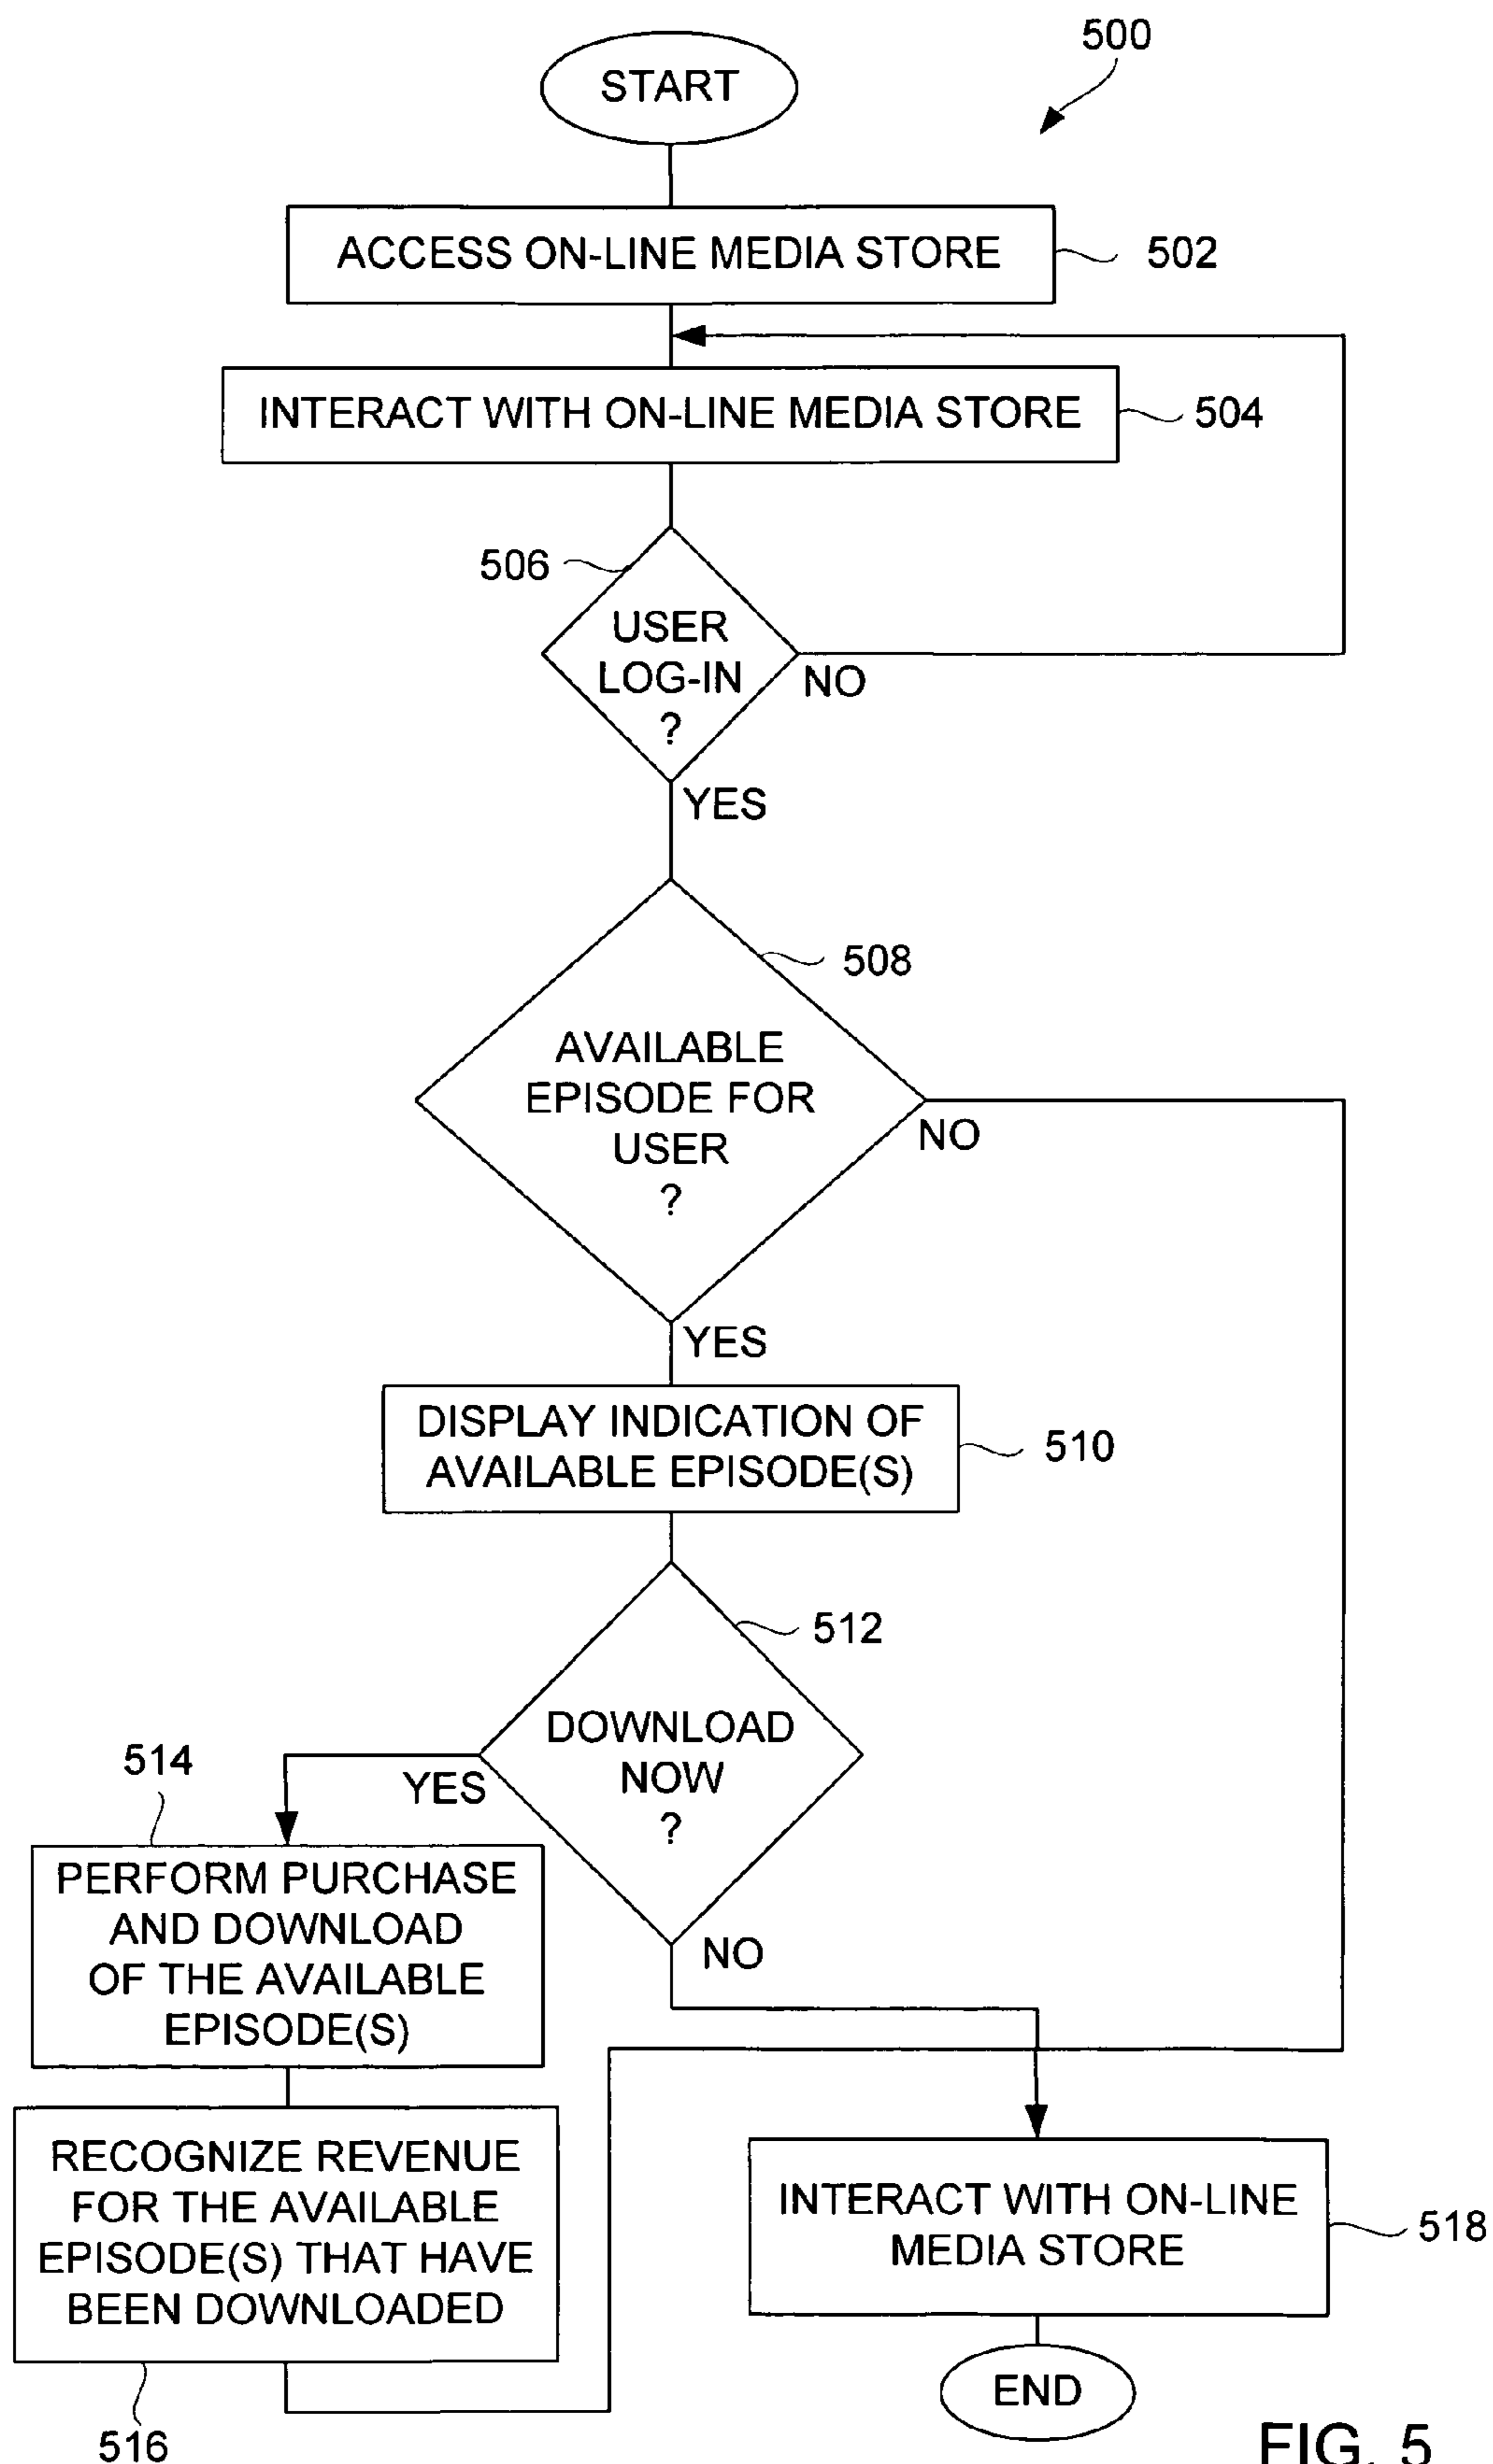 500
START
ACCESS ON-LINE MEDIA STORE
502
INTERACT WITH ON-LINE MEDIA STORE
504
506
USER
LOG-IN
?
NO
YES
508
AVAILABLE
EPISODE FOR
USER
?
NO
YES
DISPLAY INDICATION OF
AVAILABLE EPISODE(S)
510
512
DOWNLOAD
NOW
?
YES
NO
514
PERFORM PURCHASE
AND DOWNLOAD
OF THE AVAILABLE
EPISODE(S)
RECOGNIZE REVENUE
FOR THE AVAILABLE
EPISODE(S) THAT HAVE
BEEN DOWNLOADED
516
INTERACT WITH ON-LINE
MEDIA STORE
518
END
FIG. 5